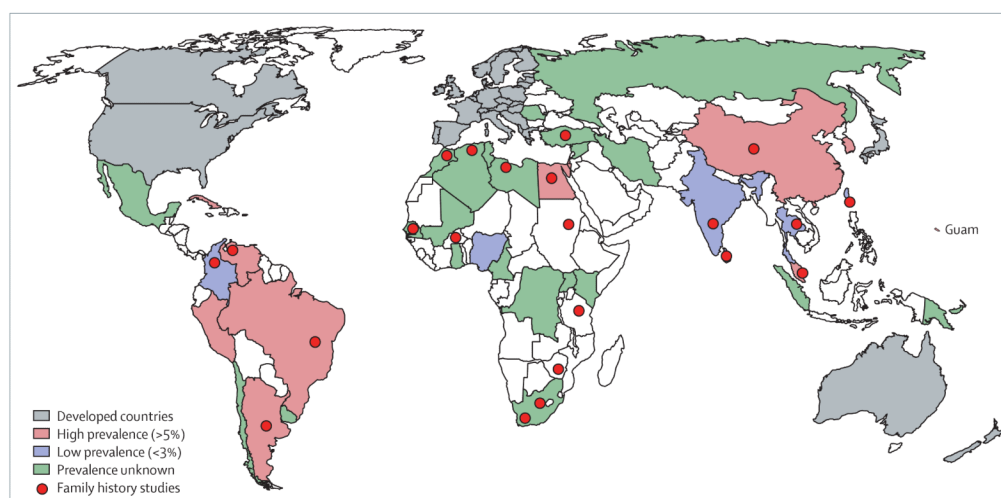 Guam
Developed countries
High prevalence (>5%)
Low prevalence (<3%)
Prevalence unknown
Family history studies